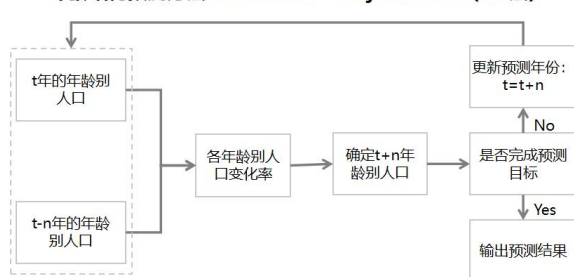 t年的年龄别
人口
t-n年的年龄
别人口
各年龄别人
口变化率
确定t+n年
龄别人口
更新预测年份:
t=t+n
No
是否完成预测
目标
Yes
输出预测结果